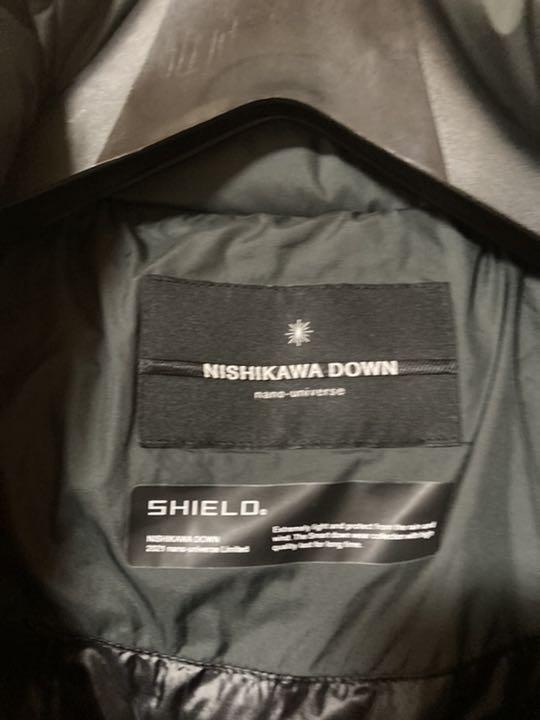 NISHIKAWA DOWN
nano·universe
SHIELD.
NISHIKAWA DOWN
2021 nano·universe Limited
Extremely light and protect from the rain and
wind. The Smart down wear collection with high
quality last for long time.